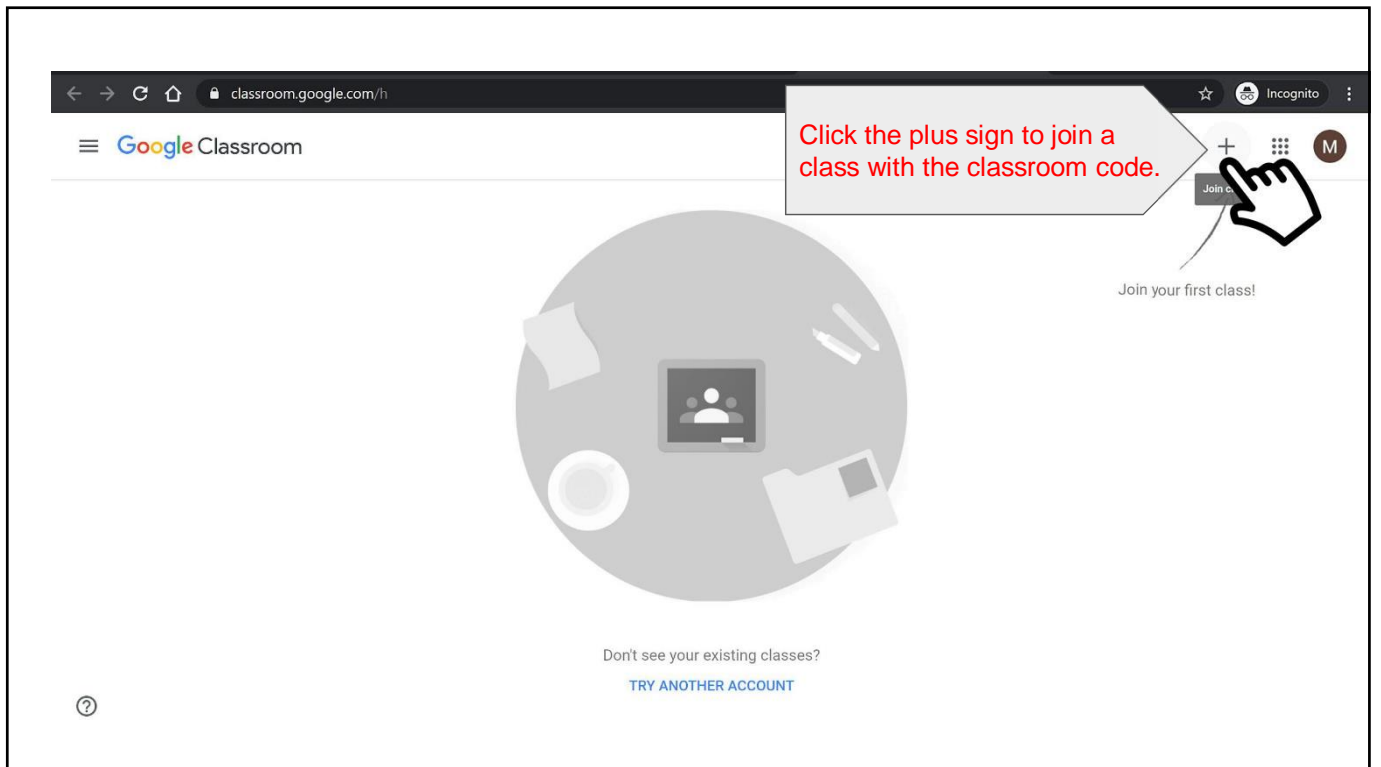 classroom.google.com/h
Incognito
Google Classroom
Click the plus sign to join a
class with the classroom code.
M
Join
Join your first class!
Don't see your existing classes?
TRY ANOTHER ACCOUNT